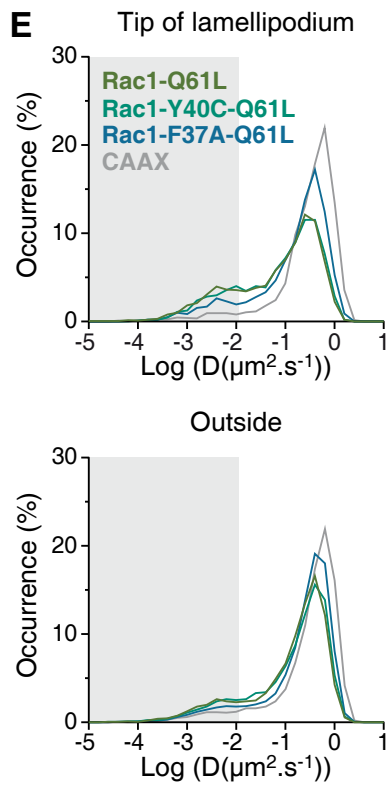 E
Tip of lamellipodium
Occurrence (%)
30
20
10
0
Rac1-Q61L
Rac1-Y40C-Q61L
Rac1-F37A-Q61L
CAAX
-5 -4 -3 -2 -1 0 1
Log (D(µm².s⁻¹))
Outside
Occurrence (%)
30
20
10
0
-5 -4 -3 -2 -1 0 1
Log (D(µm².s⁻¹))